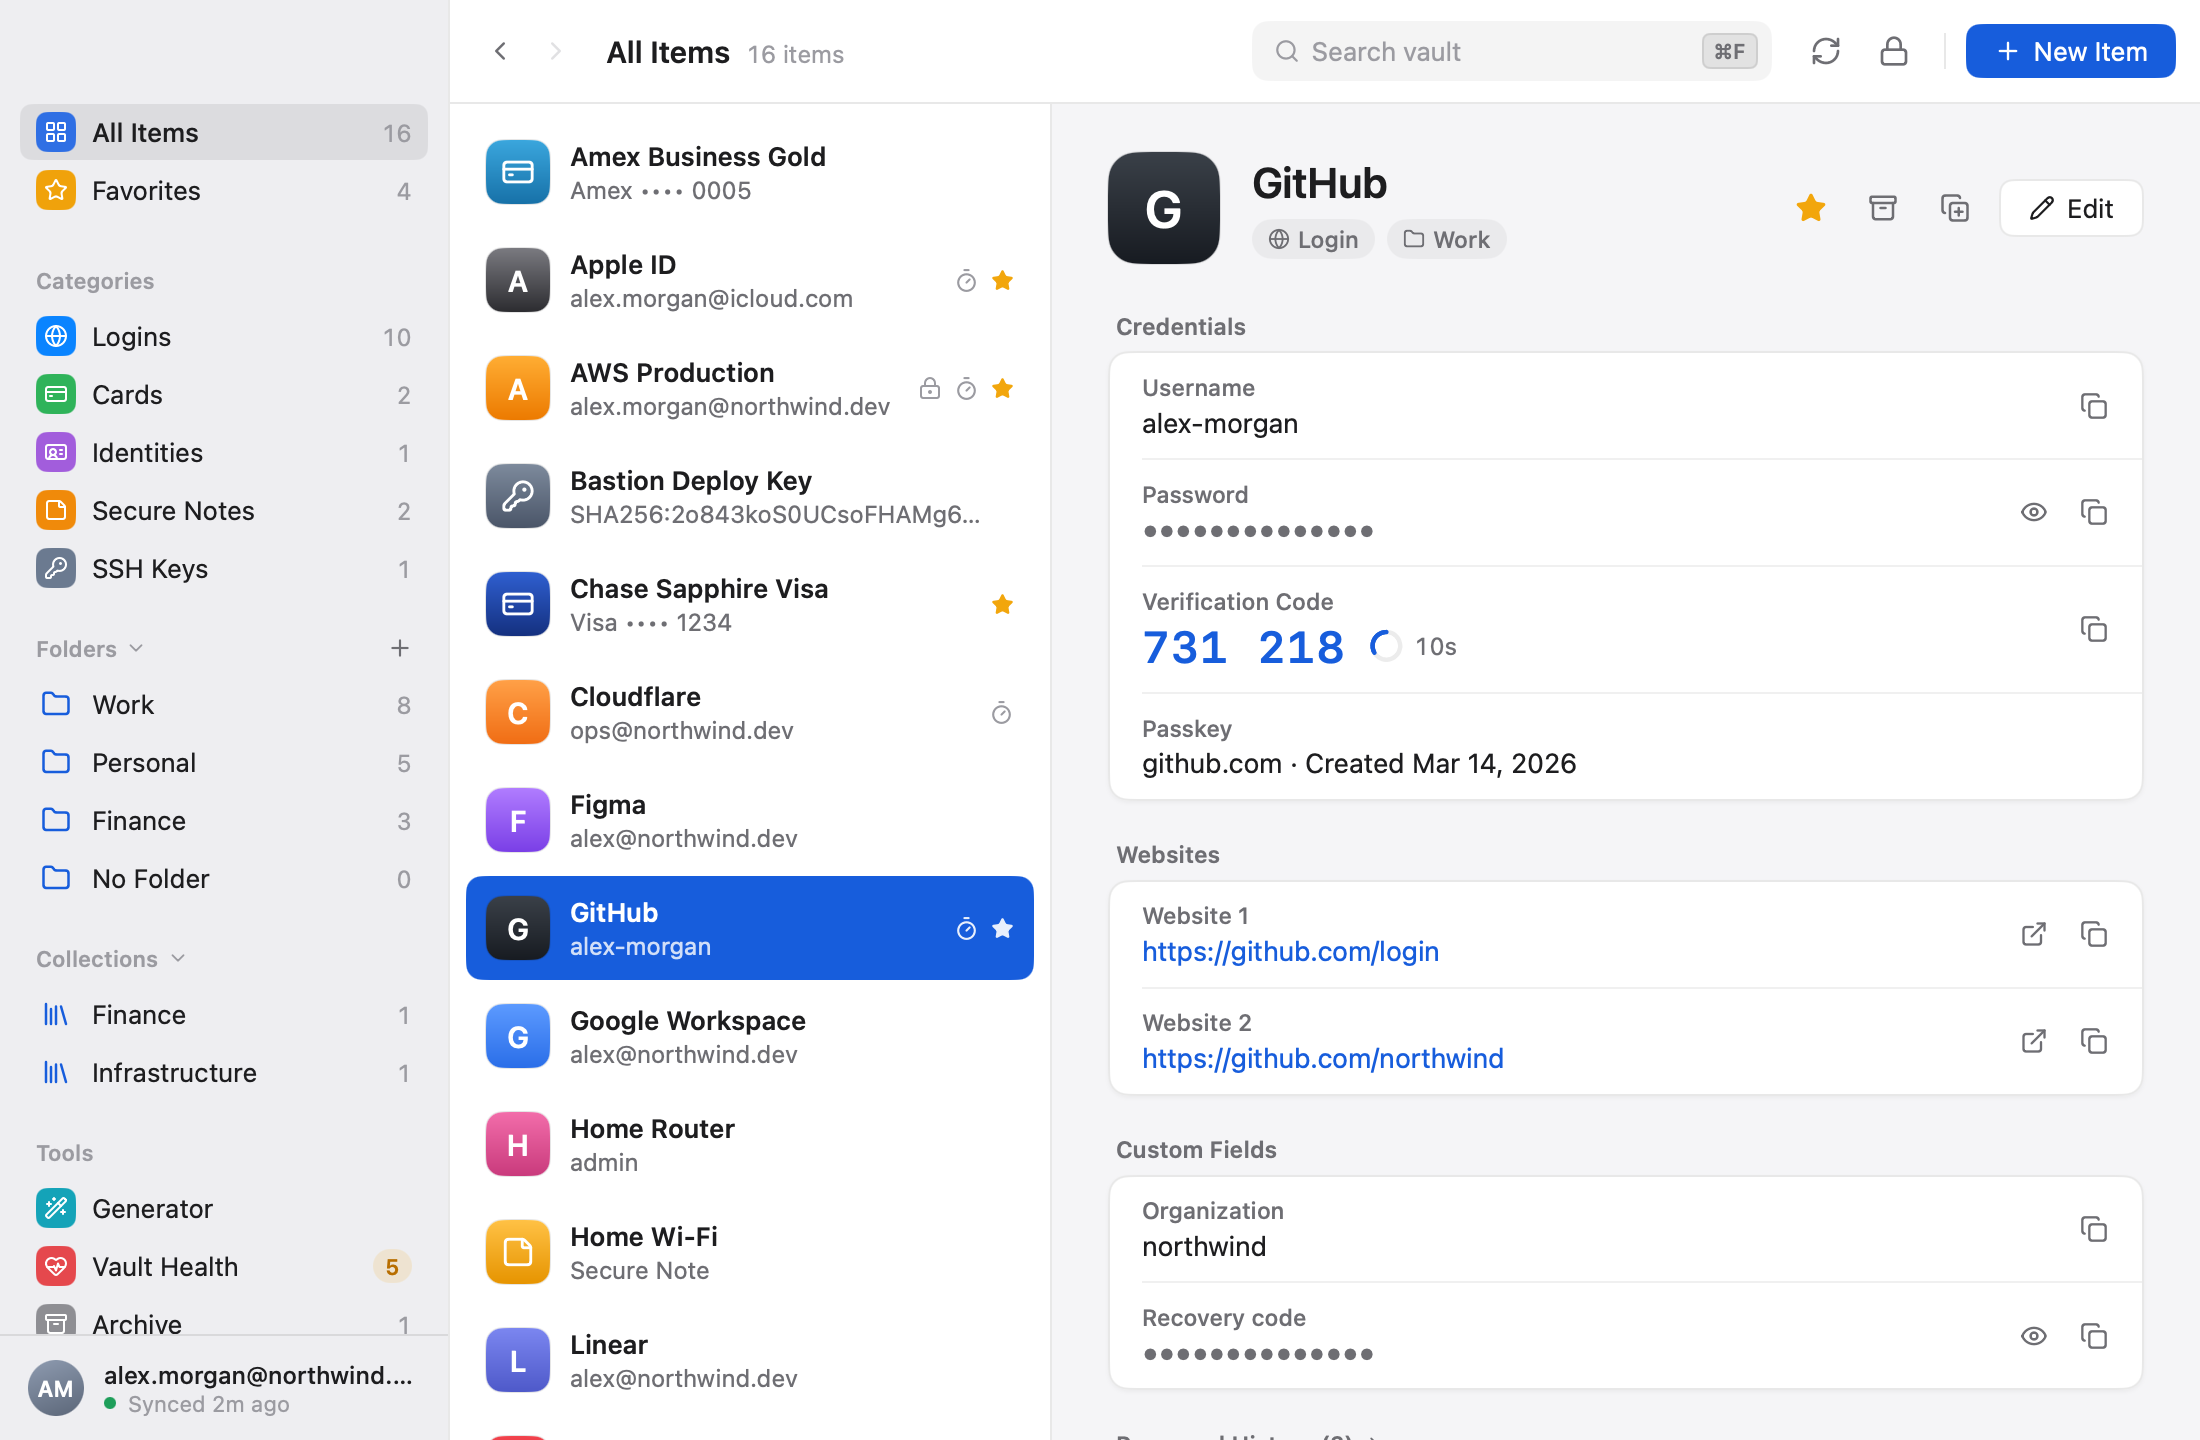 All Items 16
Favorites 4
Categories
Logins 10
Cards 2
Identities 1
Secure Notes 2
SSH Keys 1
Folders
Work 8
Personal 5
Finance 3
No Folder 0
Collections
Finance 1
Infrastructure 1
Tools
Generator
Vault Health 5
Archive 1
AM
alex.morgan@northwind....
Synced 2m ago
All Items 16 items
Search vault ⌘F
+ New Item
Amex Business Gold
Amex •••• 0005
A
Apple ID
alex.morgan@icloud.com
A
AWS Production
alex.morgan@northwind.dev
Bastion Deploy Key
SHA256:2o843koS0UCsoFHAMg6...
Chase Sapphire Visa
Visa •••• 1234
C
Cloudflare
ops@northwind.dev
F
Figma
alex@northwind.dev
G
GitHub
alex-morgan
G
Google Workspace
alex@northwind.dev
H
Home Router
admin
Home Wi-Fi
Secure Note
L
Linear
alex@northwind.dev
G
GitHub
Login Work
Edit
Credentials
Username
alex-morgan
Password
••••••••••••••
Verification Code
731 218 10s
Passkey
github.com · Created Mar 14, 2026
Websites
Website 1
https://github.com/login
Website 2
https://github.com/northwind
Custom Fields
Organization
northwind
Recovery code
••••••••••••••